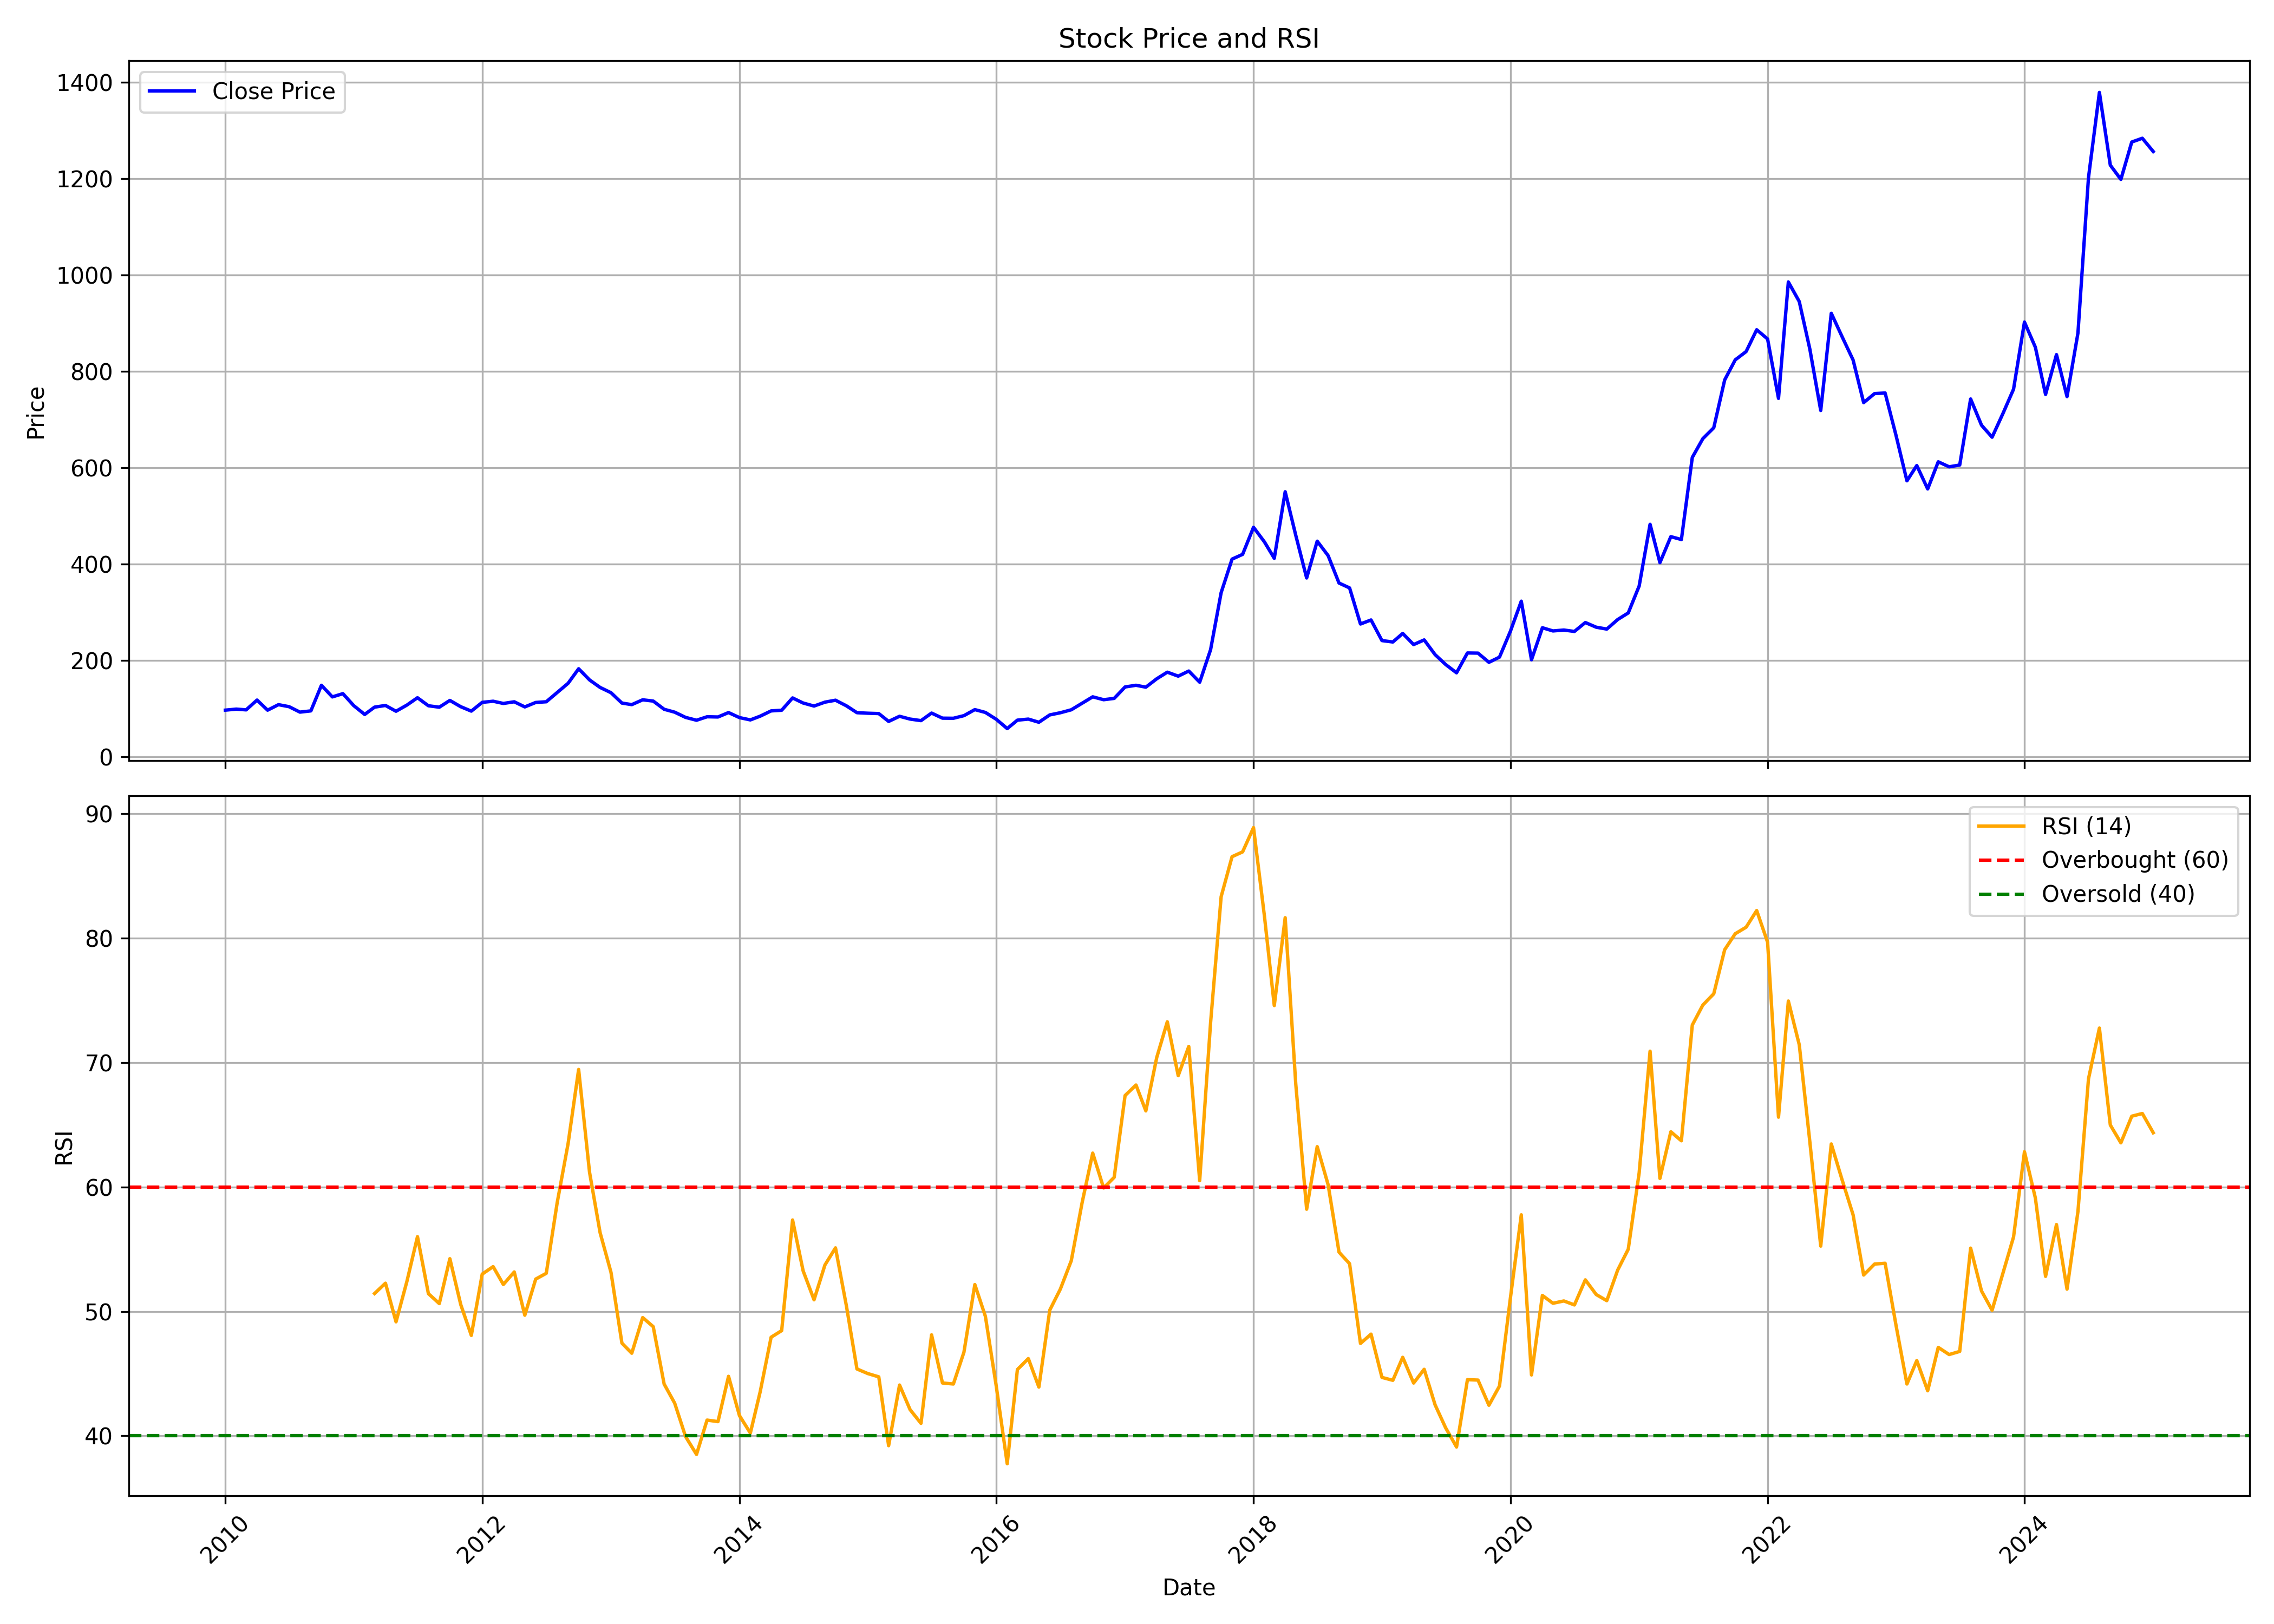 Stock Price and RSI
Close Price
1400
1200
1000
800
600
400
200
0
Price
RSI (14)
Overbought (60)
Oversold (40)
90
80
70
60
50
40
RSI
2010
2012
2014
2016
2018
2020
2022
2024
Date